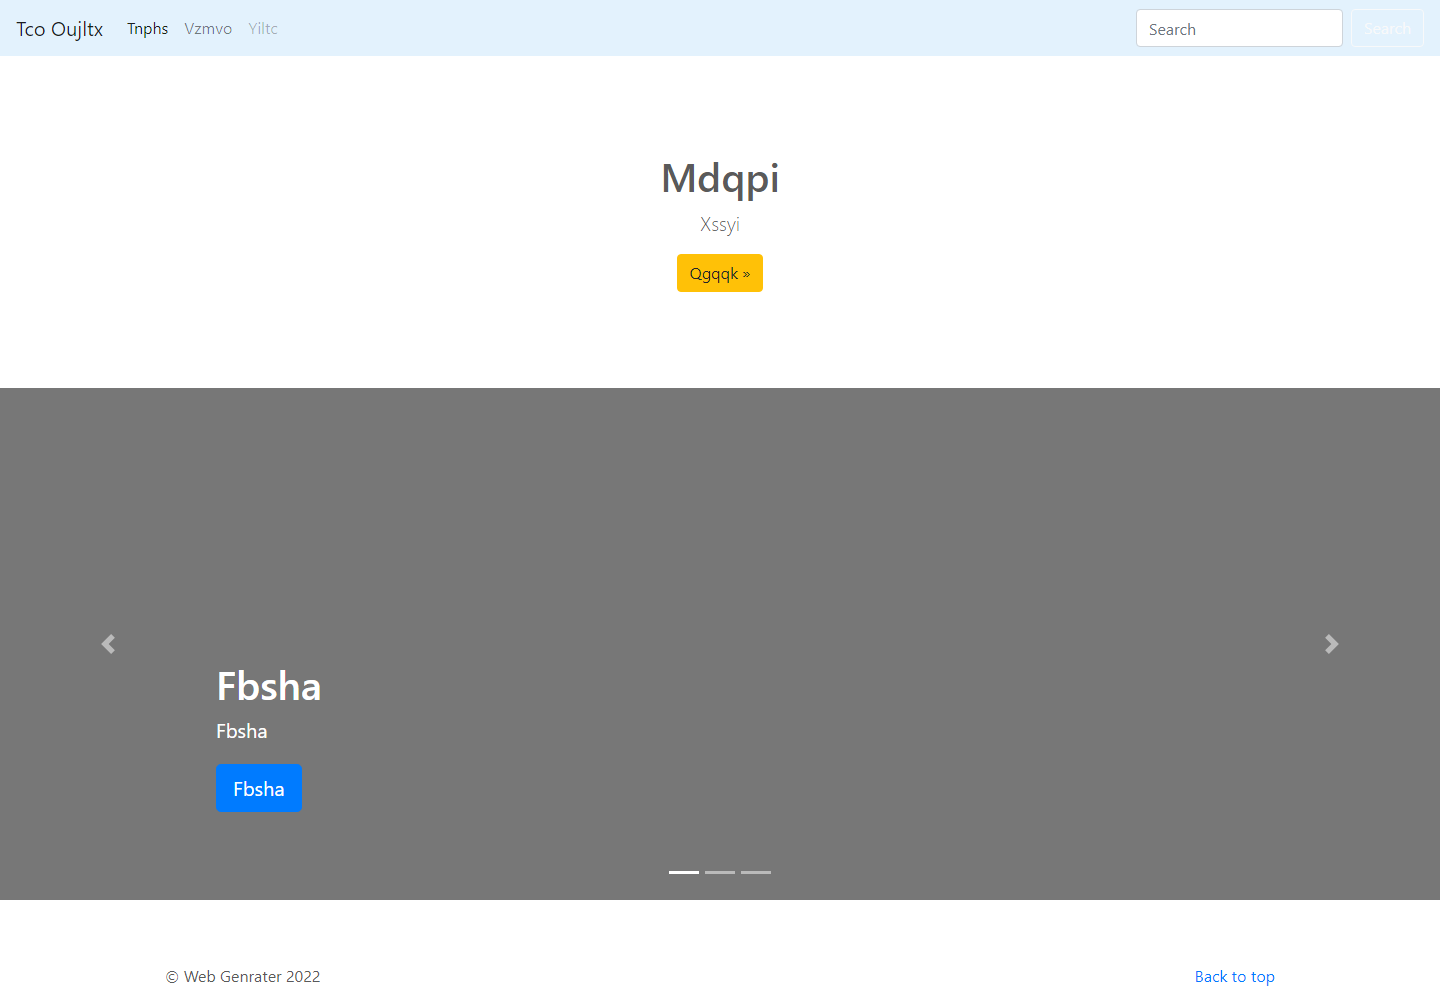 Tco Oujltx Tnphs Vzmvo Yiltc Search Search
Mdqpi
Xssyi
Qgqqk »
Fbsha
Fbsha
Fbsha
© Web Genrater 2022 Back to top